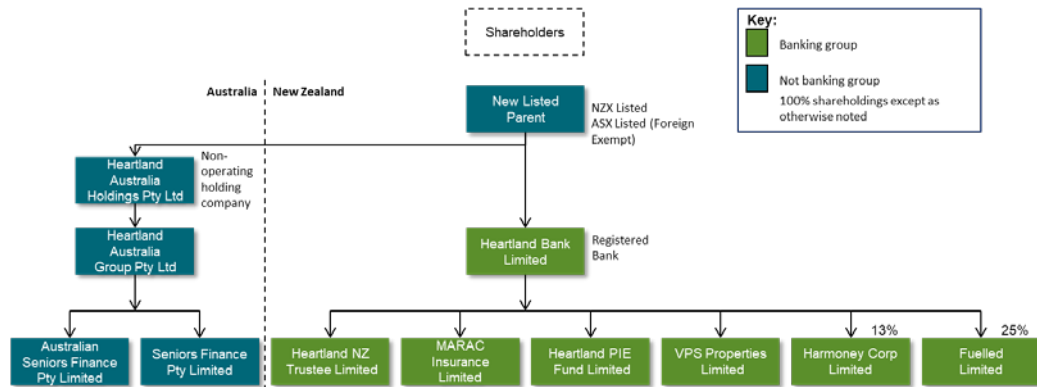 Shareholders
Key:
Banking group
Not banking group
100% shareholdings except as
otherwise noted
Australia
New Zealand
New Listed
Parent
NZX Listed
ASX Listed (Foreign
Exempt)
Heartland
Australia
Holdings Pty Ltd
Non-
operating
holding
company
Heartland
Australia
Group Pty Ltd
Heartland Bank
Limited
Registered
Bank
Australian
Seniors Finance
Pty Limited
Seniors Finance
Pty Limited
Heartland NZ
Trustee Limited
MARAC
Insurance
Limited
Heartland PIE
Fund Limited
VPS Properties
Limited
13%
Harmoney Corp
Limited
25%
Fuelled
Limited